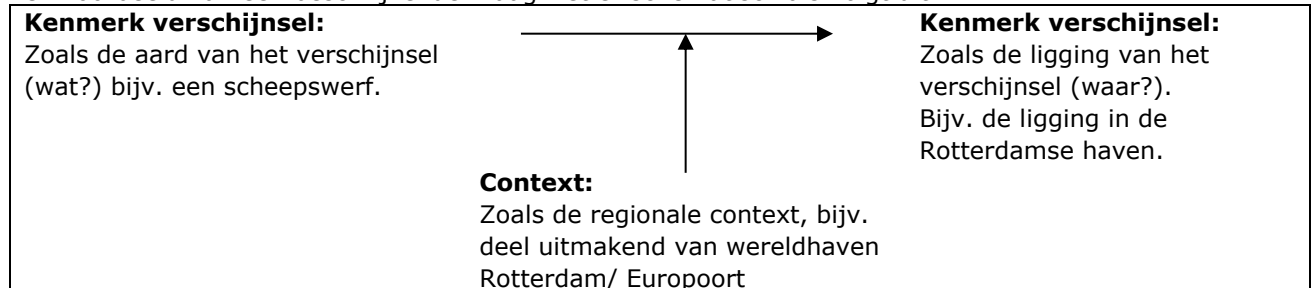 Kenmerk verschijnsel:
Zoals de aard van het verschijnsel
(wat?) bijv. een scheepswerf.
Kenmerk verschijnsel:
Zoals de ligging van het
verschijnsel (waar?).
Bijv. de ligging in de
Rotterdamse haven.
Context:
Zoals de regionale context, bijv.
deel uitmakend van wereldhaven
Rotterdam/ Europoort